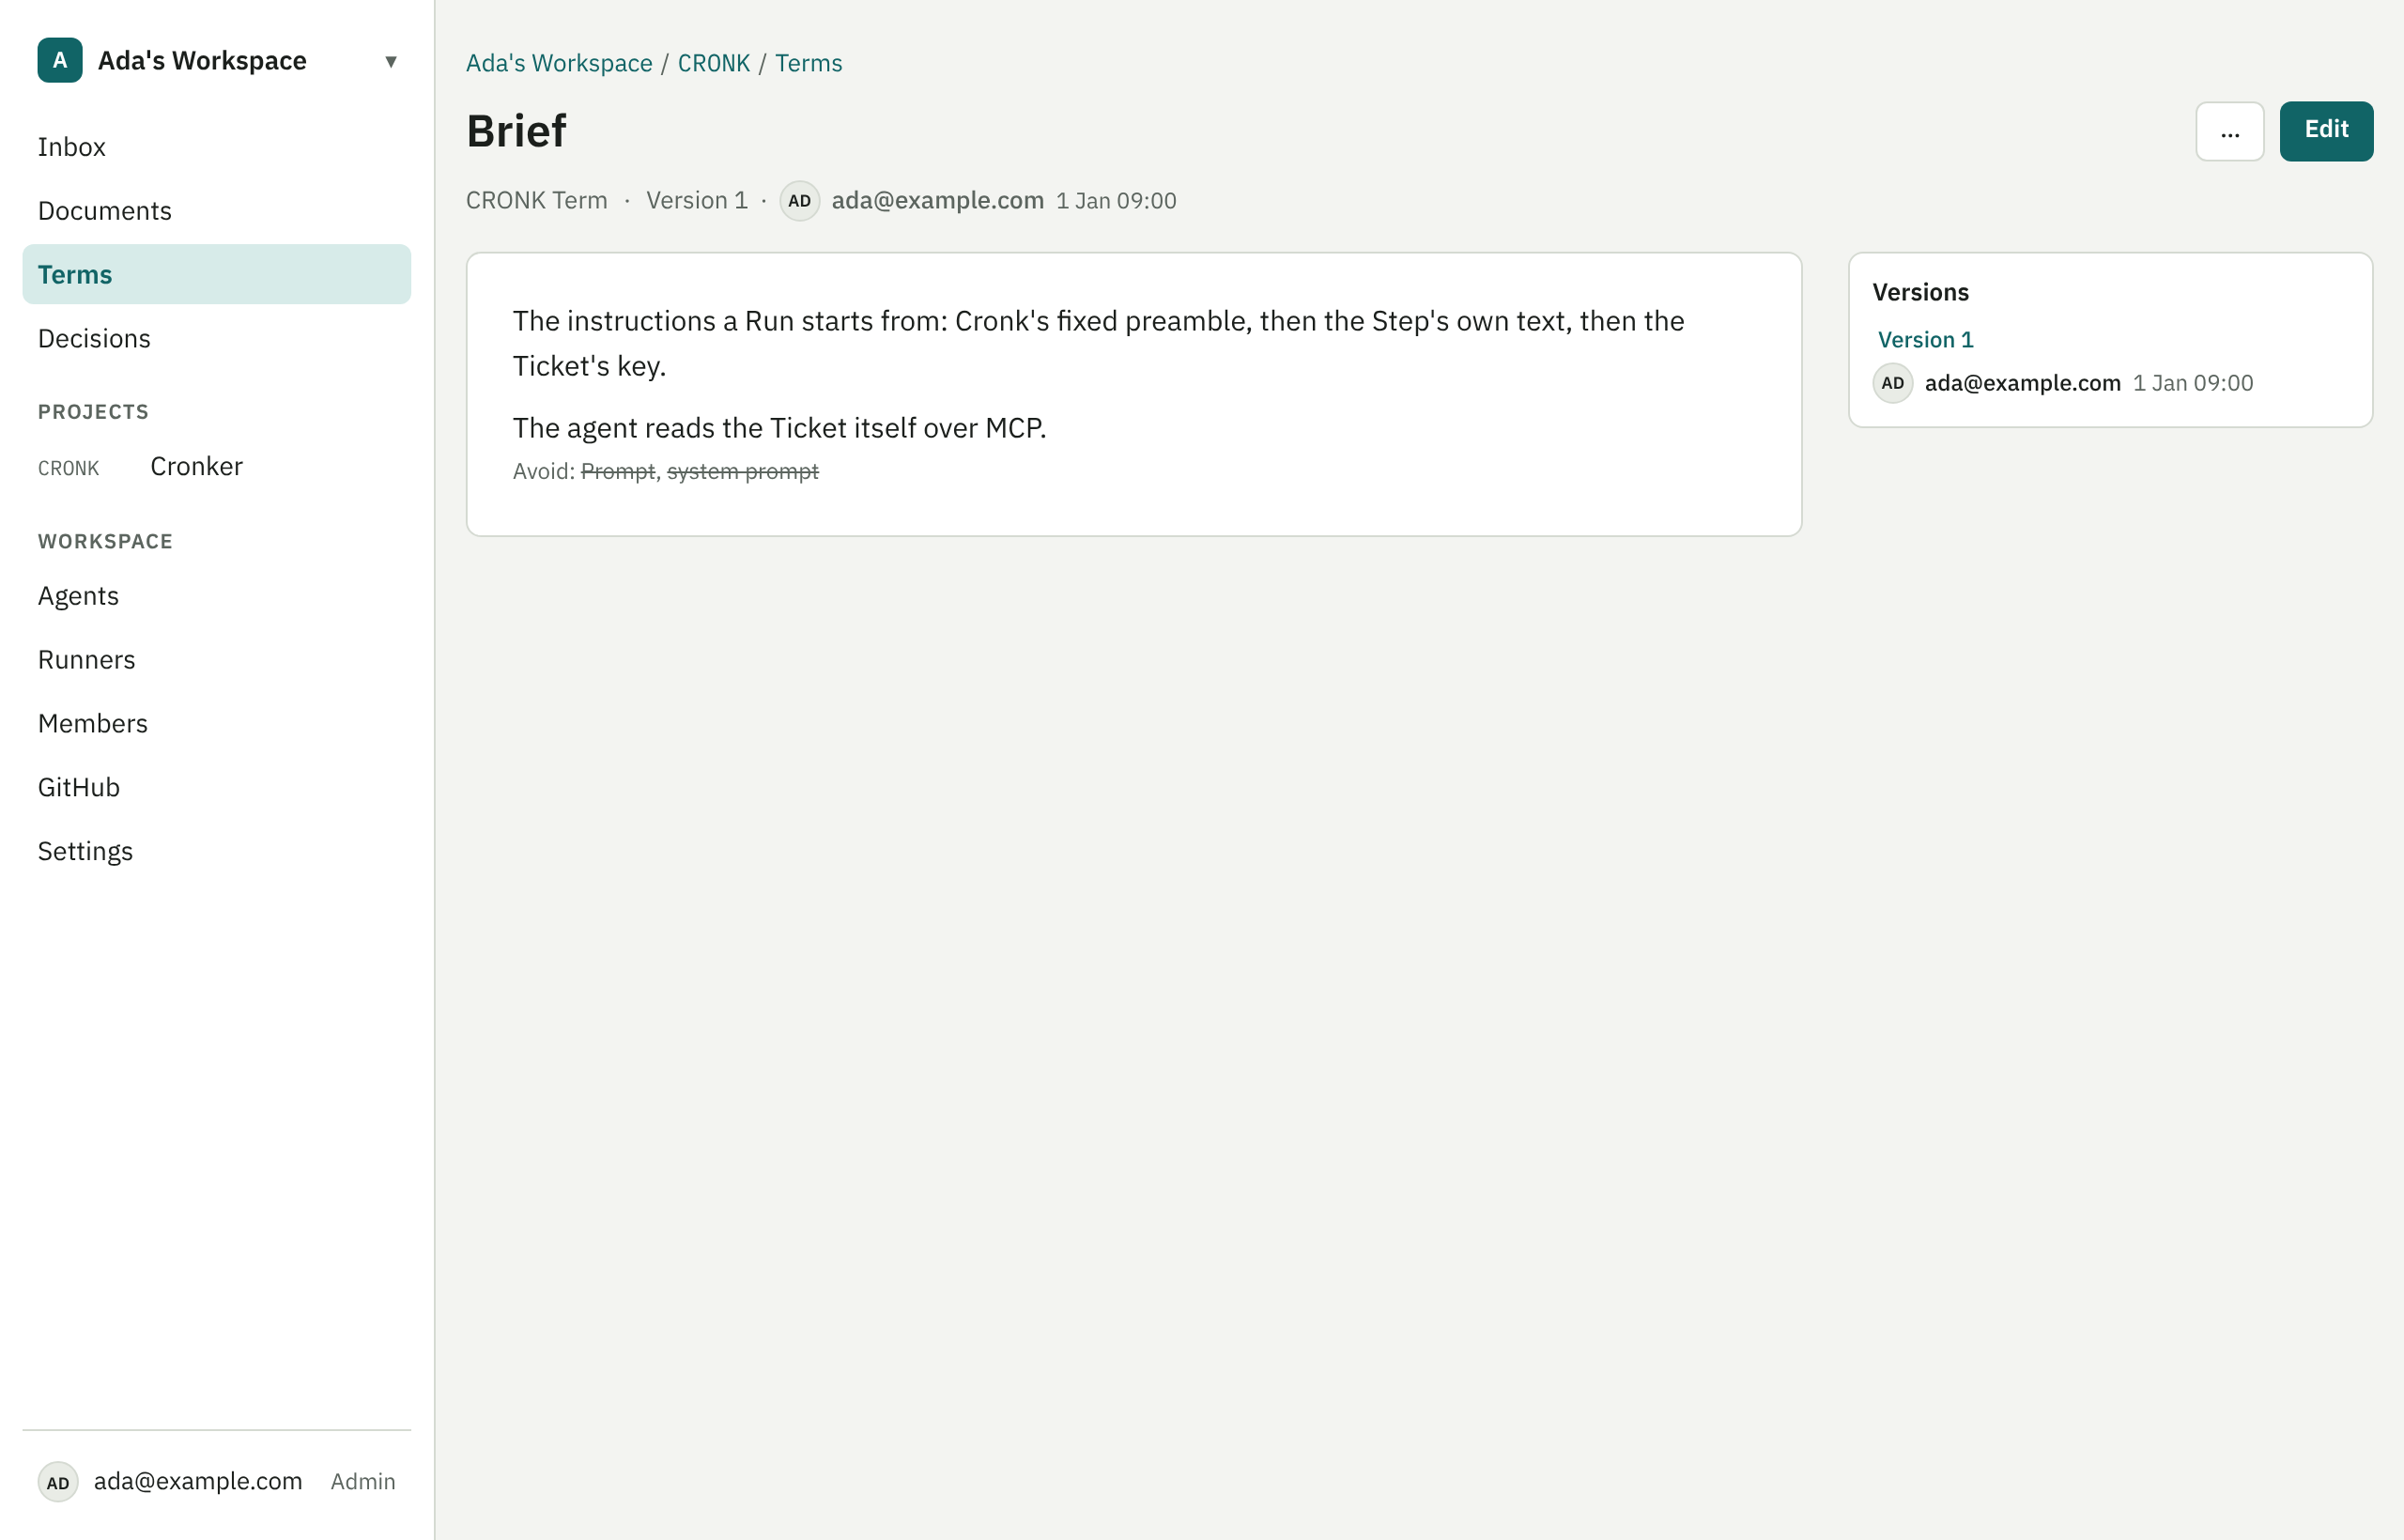 A Ada's Workspace ▾
Inbox
Documents
Terms
Decisions
PROJECTS
CRONK Cronker
WORKSPACE
Agents
Runners
Members
GitHub
Settings
AD ada@example.com Admin
Ada's Workspace / CRONK / Terms
Brief
... Edit
CRONK Term · Version 1 · AD ada@example.com 1 Jan 09:00
The instructions a Run starts from: Cronk's fixed preamble, then the Step's own text, then the
Ticket's key.
The agent reads the Ticket itself over MCP.
Avoid: Prompt, system prompt
Versions
Version 1
AD ada@example.com 1 Jan 09:00